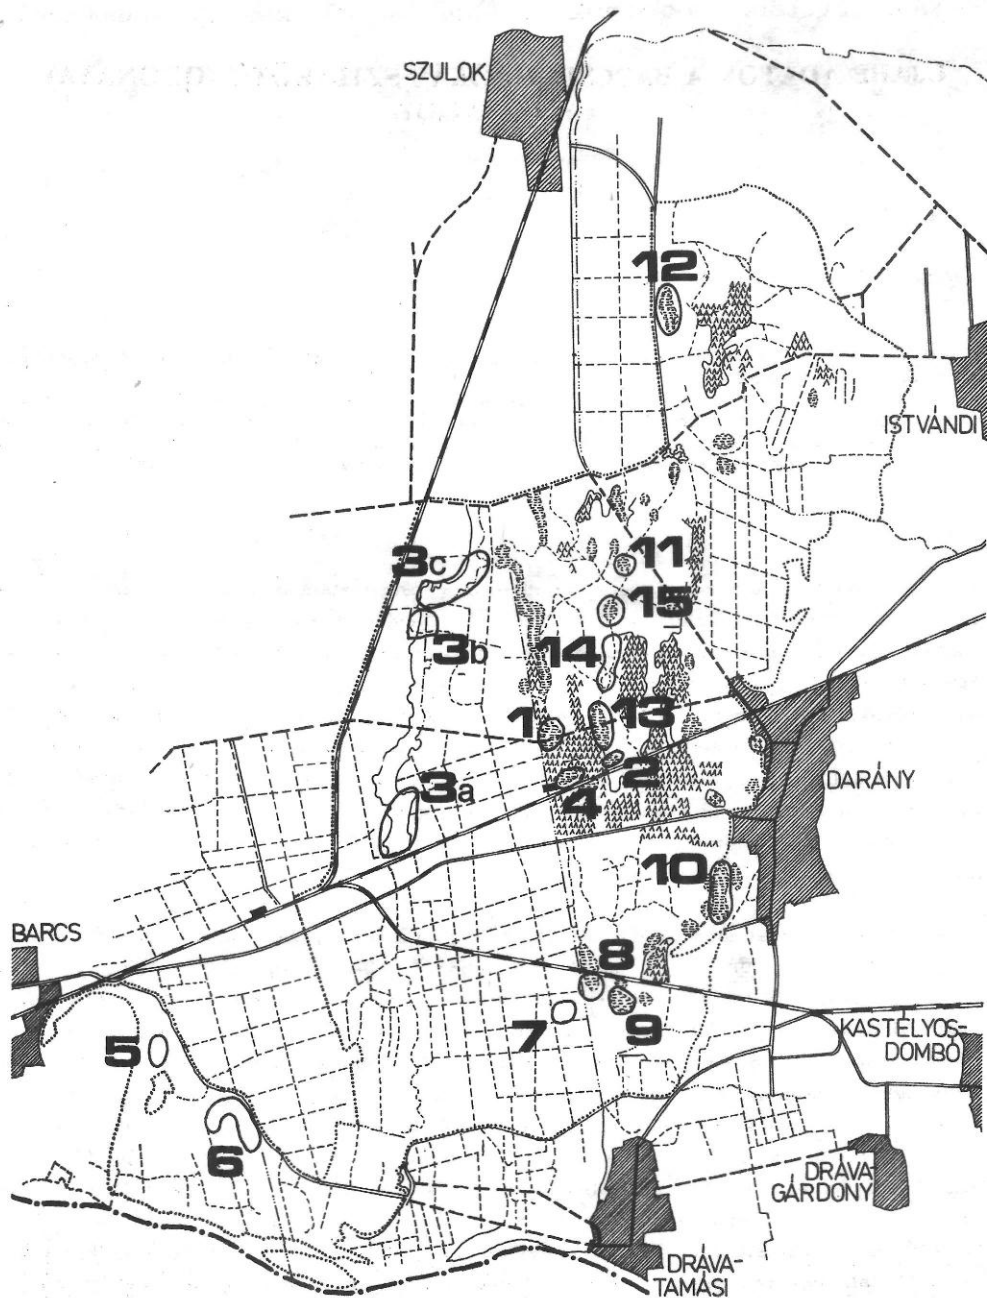 SZULOK
12
ISTVÁNDI
3c
11
15
3b
14
1
13
2
DARÁNY
3a
4
10
BARCS
8
7
9
KASTÉLYOS-
DOMBÓ
5
6
DRÁVA-
GÁRDONY
DRÁVA-
TAMÁSI